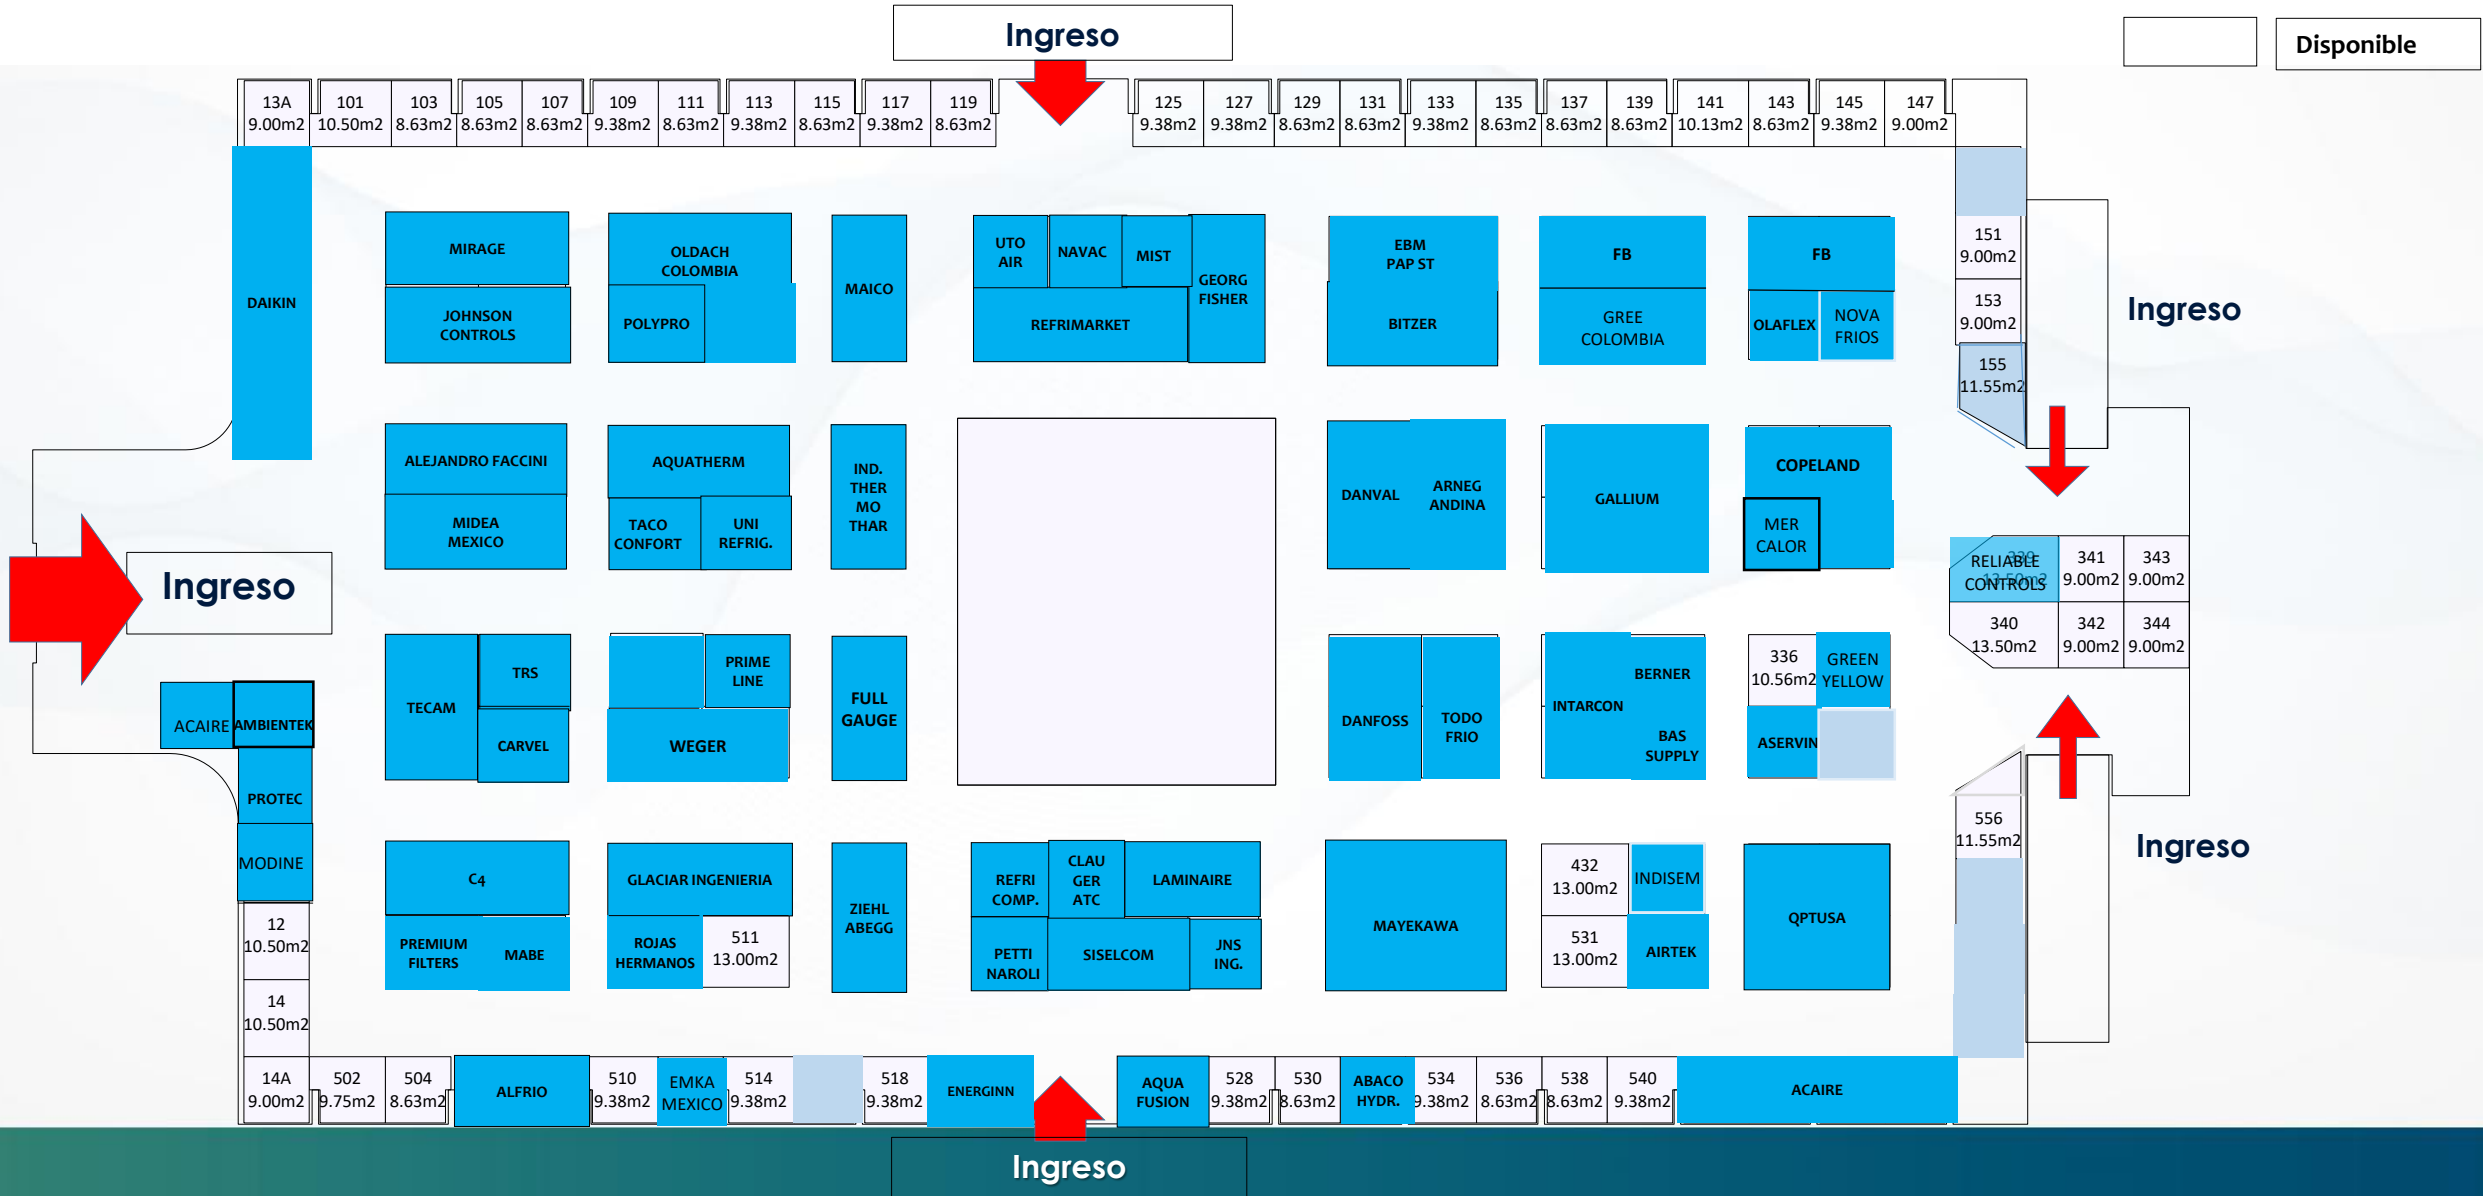 Ingreso
Disponible
13A
9.00m2
101
10.50m2
103
8.63m2
105
8.63m2
107
8.63m2
109
9.38m2
111
8.63m2
113
9.38m2
115
8.63m2
117
9.38m2
119
8.63m2
125
9.38m2
127
9.38m2
129
8.63m2
131
8.63m2
133
9.38m2
135
8.63m2
137
8.63m2
139
8.63m2
141
10.13m2
143
8.63m2
145
9.38m2
147
9.00m2
DAIKIN
MIRAGE
JOHNSON
CONTROLS
OLDACH
COLOMBIA
POLYPRO
MAICO
UTO
AIR
NAVAC
MIST
GEORG
FISHER
REFRIMARKET
EBM
PAP ST
BITZER
FB
GREE
COLOMBIA
FB
OLAFLEX
NOVA
FRIOS
151
9.00m2
153
9.00m2
155
11.55m2
Ingreso
ALEJANDRO FACCINI
MIDEA
MEXICO
AQUATHERM
TACO
CONFORT
UNI
REFRIG.
IND.
THER
MO
THAR
DANVAL
ARNEG
ANDINA
GALLIUM
COPELAND
MER
CALOR
Ingreso
RELIABLE
CONTROLS
339
13.50m2
341
9.00m2
343
9.00m2
340
13.50m2
342
9.00m2
344
9.00m2
ACAIRE
AMBIENTEK
PROTEC
MODINE
TECAM
TRS
CARVEL
PRIME
LINE
WEGER
FULL
GAUGE
DANFOSS
TODO
FRIO
INTARCON
BERNER
BAS
SUPPLY
336
10.56m2
GREEN
YELLOW
ASERVIN
556
11.55m2
Ingreso
12
10.50m2
14
10.50m2
C4
PREMIUM
FILTERS
MABE
GLACIAR INGENIERIA
ROJAS
HERMANOS
511
13.00m2
ZIEHL
ABEGG
REFRI
COMP.
CLAU
GER
ATC
LAMINAIRE
PETTI
NAROLI
SISELCOM
JNS
ING.
MAYEKAWA
432
13.00m2
INDISEM
531
13.00m2
AIRTEK
QPTUSA
14A
9.00m2
502
9.75m2
504
8.63m2
ALFRIO
510
9.38m2
EMKA
MEXICO
514
9.38m2
518
9.38m2
ENERGINN
AQUA
FUSION
528
9.38m2
530
8.63m2
ABACO
HYDR.
534
9.38m2
536
8.63m2
538
8.63m2
540
9.38m2
ACAIRE
Ingreso